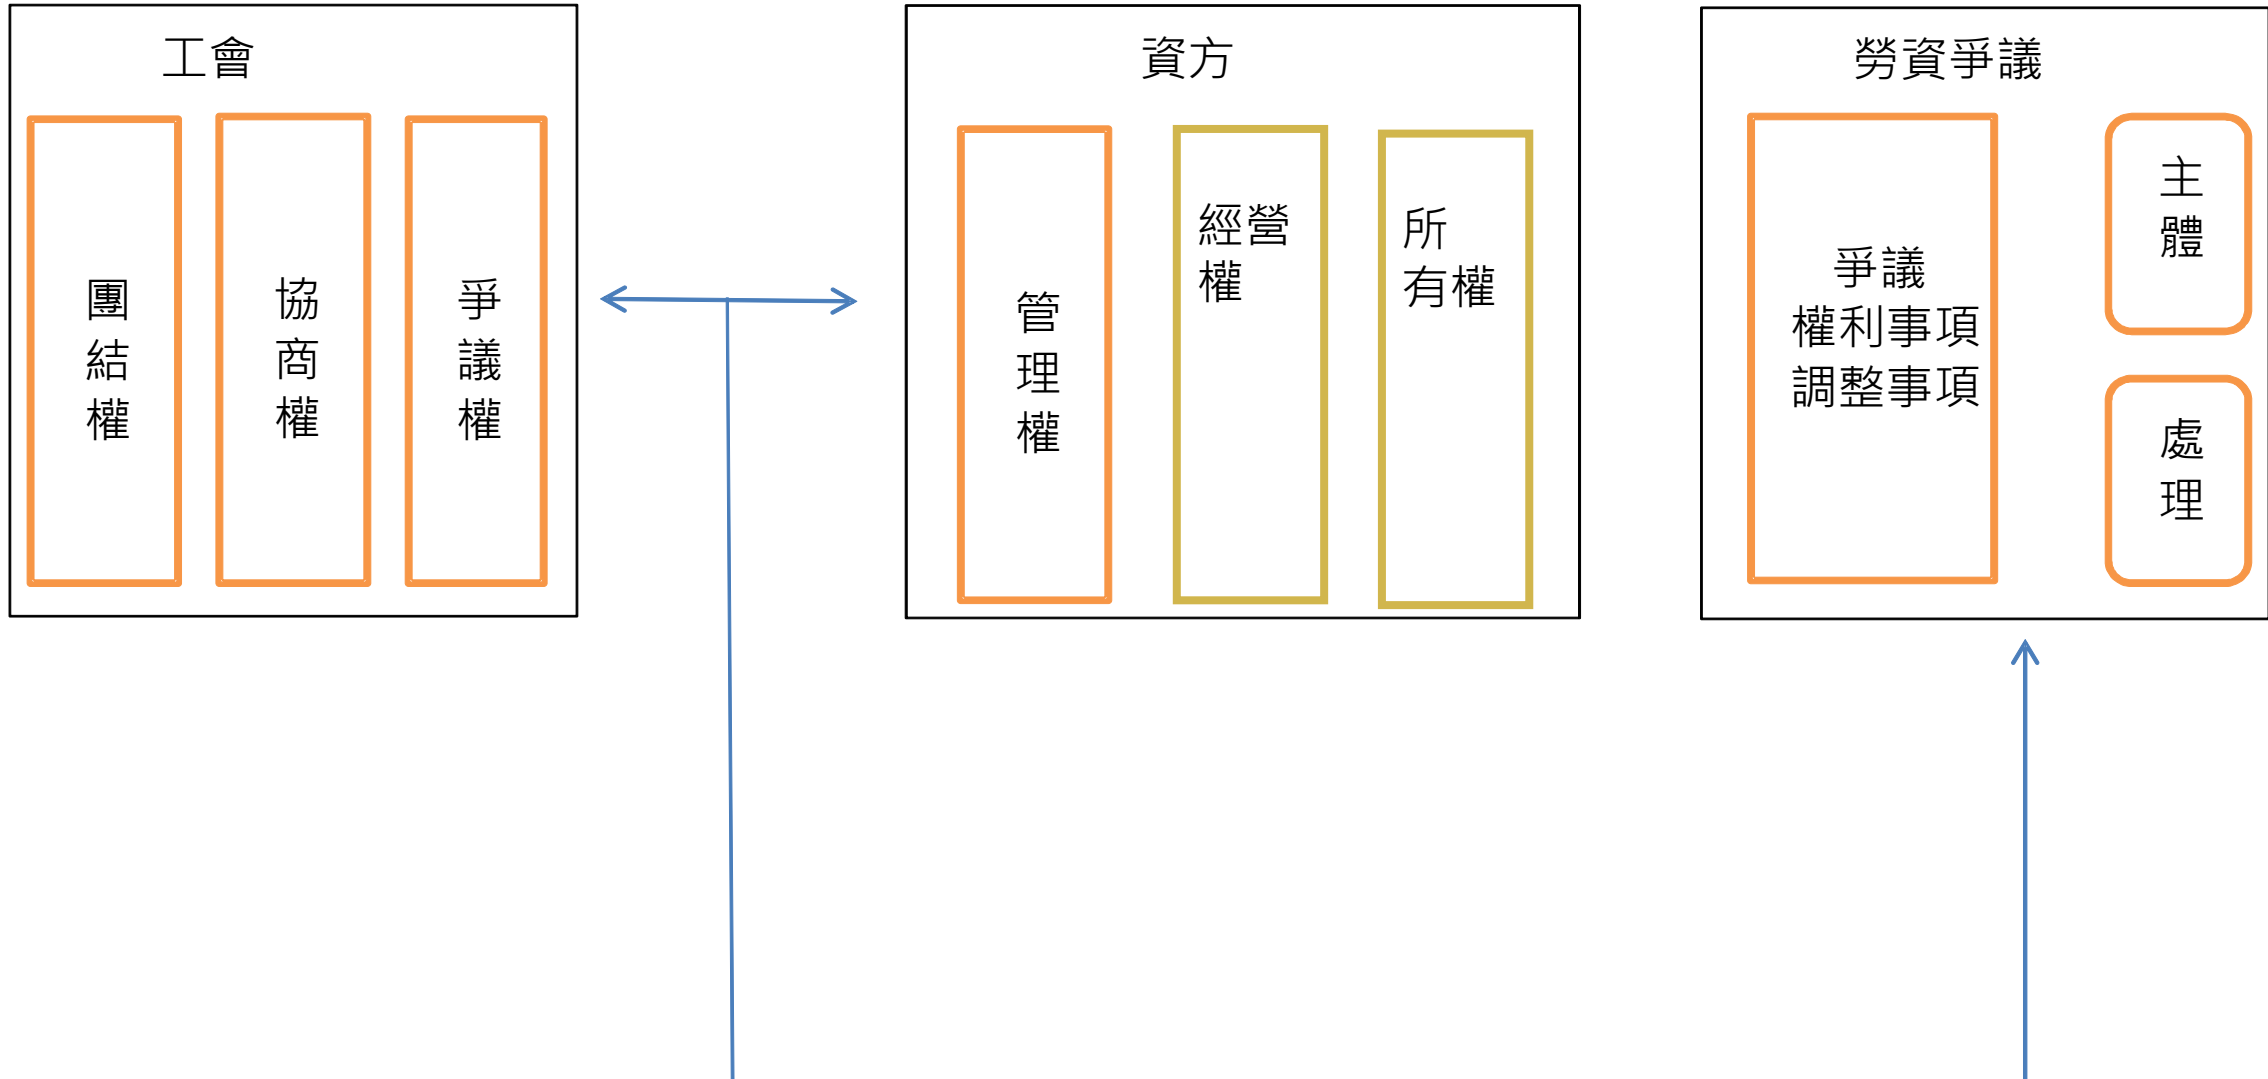 工會
團結權
協商權
爭議權
資方
管理權
經營
權
所
有權
勞資爭議
爭議
權利事項
調整事項
主體
處理